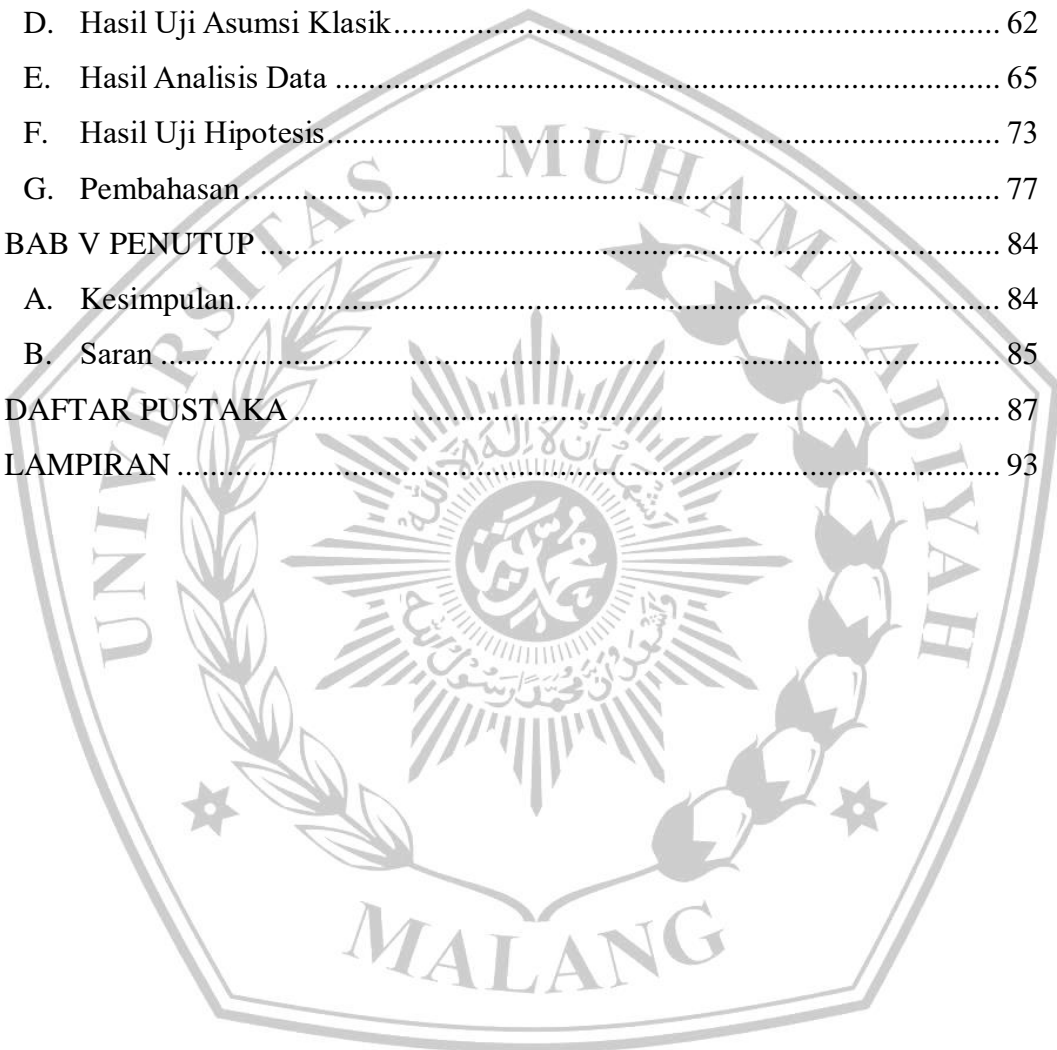 D. Hasil Uji Asumsi Klasik........................................................................... 62
E. Hasil Analisis Data .................................................................................. 65
F. Hasil Uji Hipotesis................................................................................... 73
G. Pembahasan............................................................................................. 77
BAB V PENUTUP ........................................................................................... 84
A. Kesimpulan.............................................................................................. 84
B. Saran ....................................................................................................... 85
DAFTAR PUSTAKA ....................................................................................... 87
LAMPIRAN ..................................................................................................... 93
UNIVERSITAS MUHAMMADIYAH
MALANG